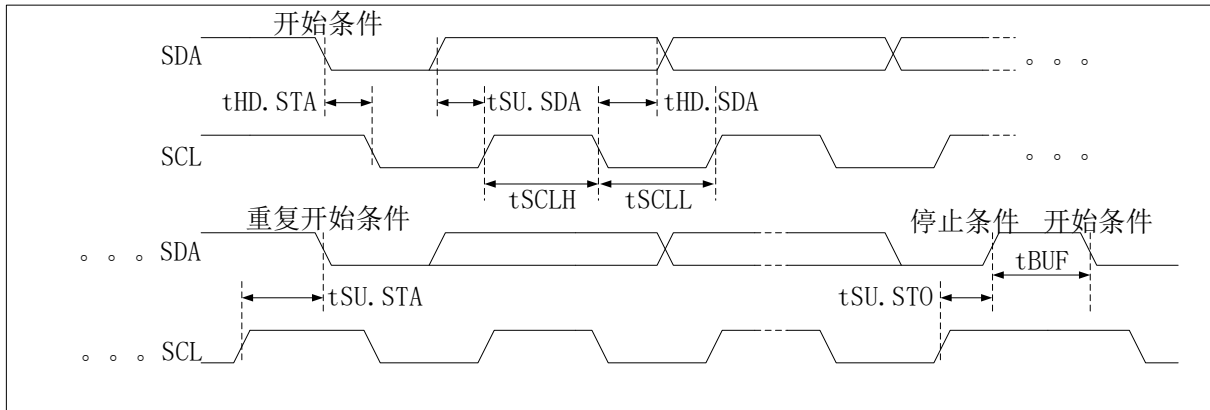 开始条件
SDA 。。。
tHD.STA tSU.SDA tHD.SDA
SCL 。。。
tSCLH tSCLL
重复开始条件 停止条件 开始条件
。。。SDA tBUF
tSU.STA tSU.STO
。。。SCL